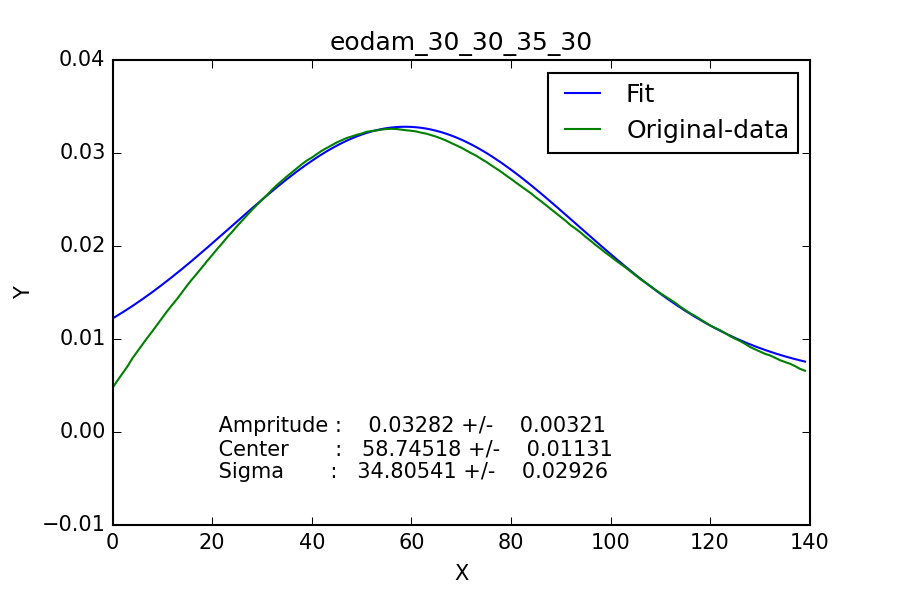 eodam_30_30_35_30
0.04
0.03
0.02
0.01
0.00
−0.01
Y
Fit
Original-data
Ampritude : 0.03282 +/- 0.00321
Center : 58.74518 +/- 0.01131
Sigma : 34.80541 +/- 0.02926
0 20 40 60 80 100 120 140
X